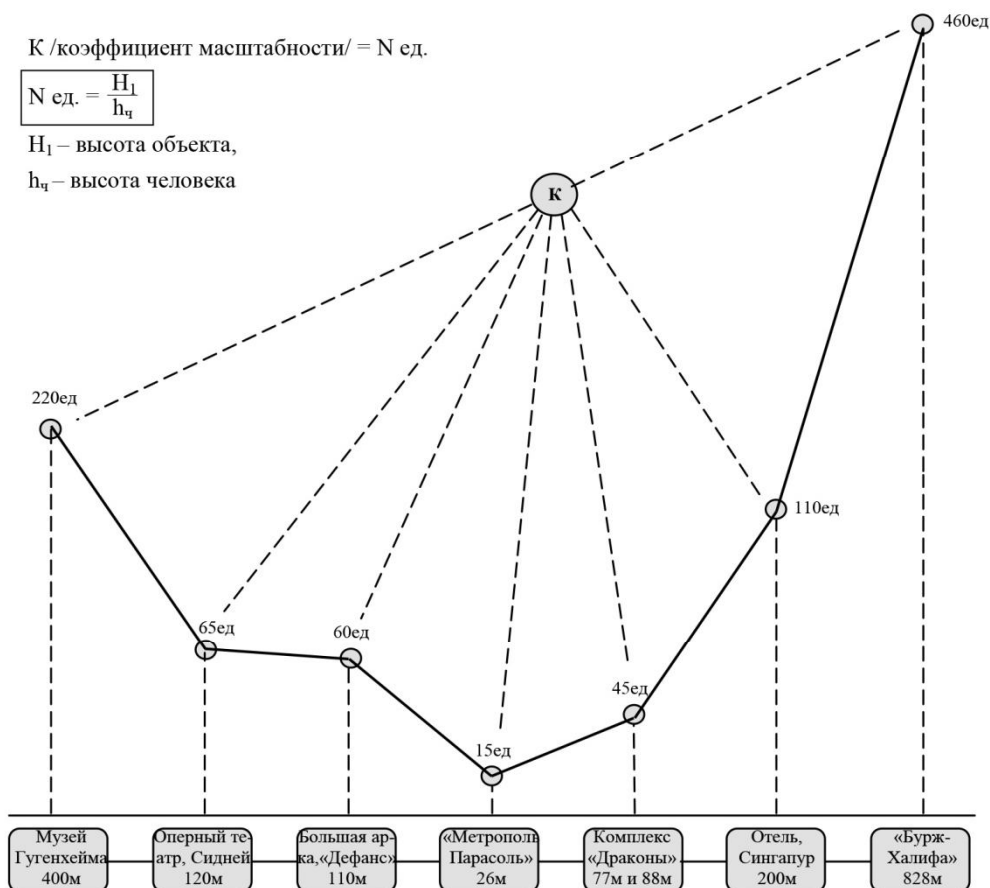 К /коэффициент масштабности/ = N ед.
N ед. = H₁
hч
H₁ – высота объекта,
hч – высота человека
460ед
К
220ед
110ед
65ед
60ед
45ед
15ед
Музей
Гугенхейма
400м
Оперный те-
атр, Сидней
120м
Большая ар-
ка,«Дефанс»
110м
«Метрополь
Парасоль»
26м
Комплекс
«Драконы»
77м и 88м
Отель,
Сингапур
200м
«Бурж-
Халифа»
828м